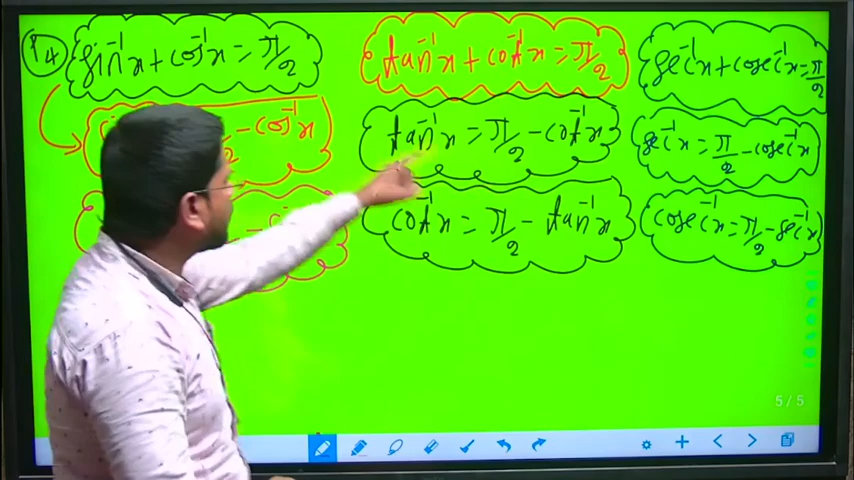 P4
sin⁻¹x + cos⁻¹x = π/2
- cos⁻¹x
tan⁻¹x + cot⁻¹x = π/2
tan⁻¹x = π/2 - cot⁻¹x
cot⁻¹x = π/2 - tan⁻¹x
sec⁻¹x + cosec⁻¹x = π/2
sec⁻¹x = π/2 - cosec⁻¹x
cosec⁻¹x = π/2 - sec⁻¹x
5/5